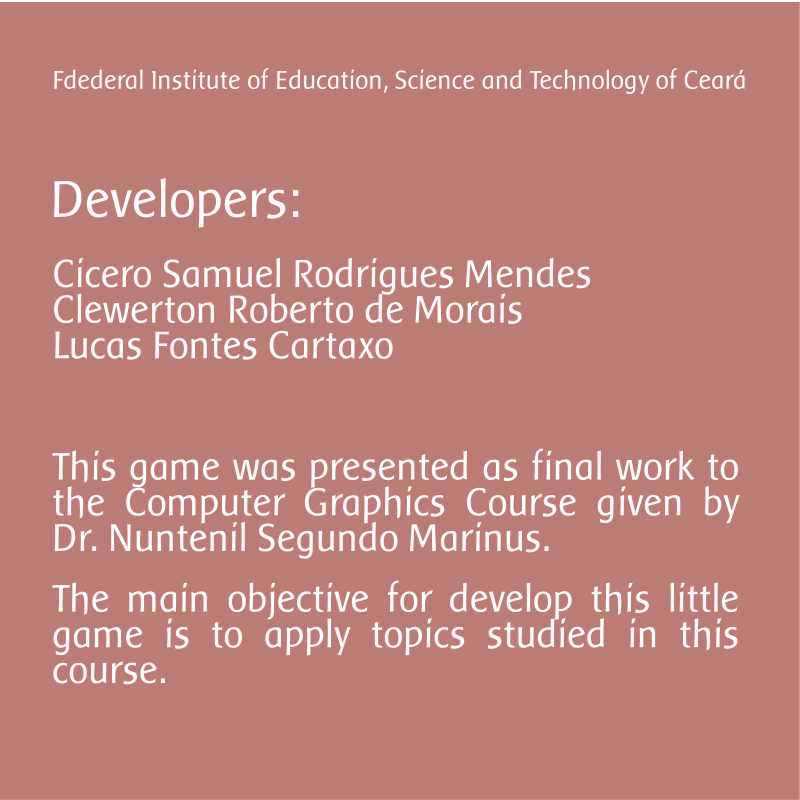 Fdederal Institute of Education, Science and Technology of Ceará
Developers:
Cicero Samuel Rodrigues Mendes
Clewerton Roberto de Morais
Lucas Fontes Cartaxo
This game was presented as final work to
the Computer Graphics Course given by
Dr. Nuntenil Segundo Marinus.
The main objective for develop this little
game is to apply topics studied in this
course.